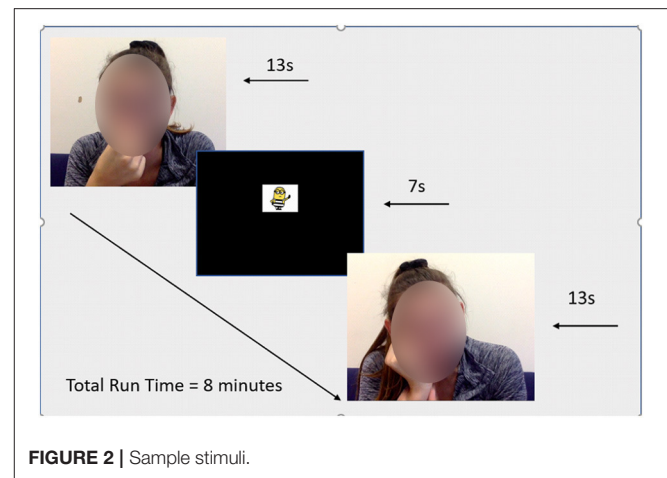 13s
7s
13s
Total Run Time = 8 minutes
FIGURE 2 | Sample stimuli.